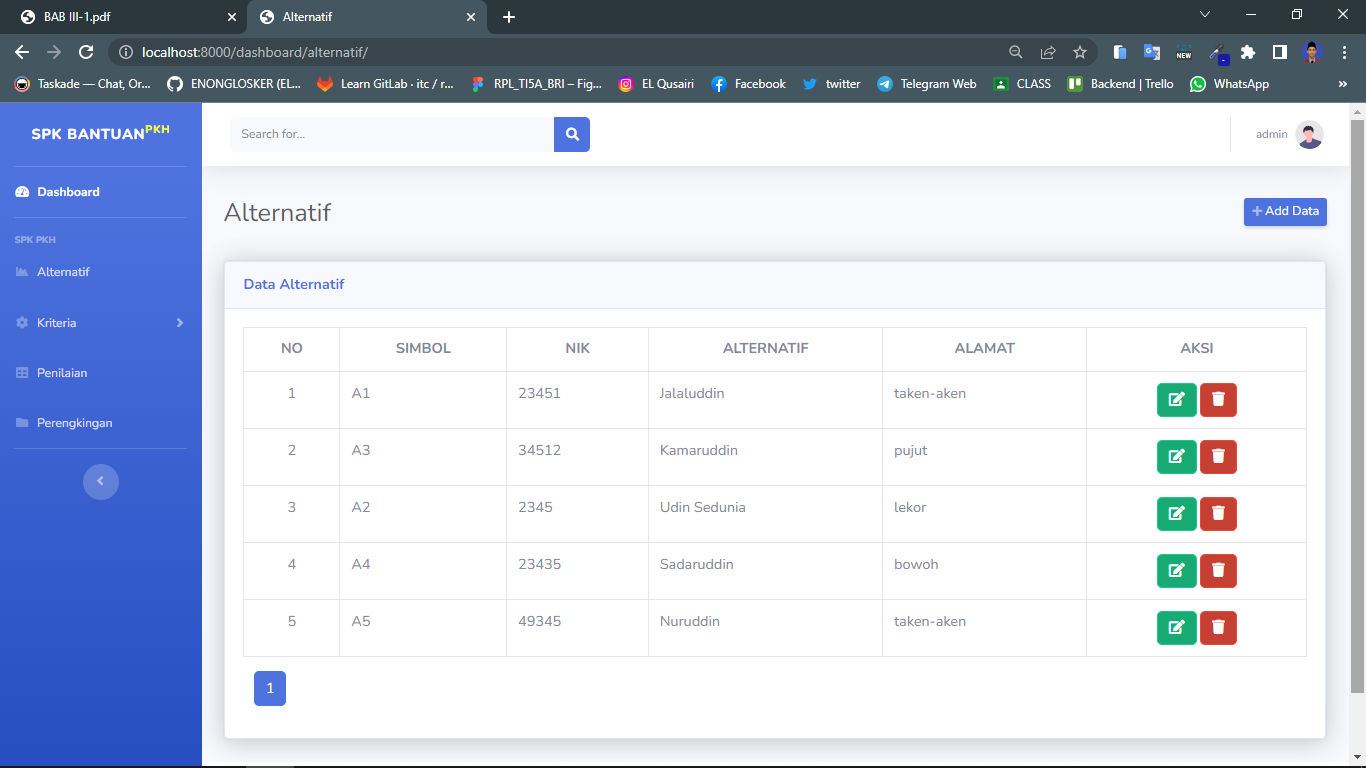 BAB III-1.pdf
Alternatif
localhost:8000/dashboard/alternatif/
NEW
Taskade — Chat, Or...
ENONGLOSKER (EL...
Learn GitLab · itc / r...
RPL_TI5A_BRI – Fig...
EL Qusairi
Facebook
twitter
Telegram Web
CLASS
Backend | Trello
WhatsApp
»
SPK BANTUAN PKH
Search for...
admin
Dashboard
SPK PKH
Alternatif
Kriteria
Penilaian
Perengkingan
Alternatif
+ Add Data
Data Alternatif
NO SIMBOL NIK ALTERNATIF ALAMAT AKSI
1 A1 23451 Jalaluddin taken-aken
2 A3 34512 Kamaruddin pujut
3 A2 2345 Udin Sedunia lekor
4 A4 23435 Sadaruddin bowoh
5 A5 49345 Nuruddin taken-aken
1